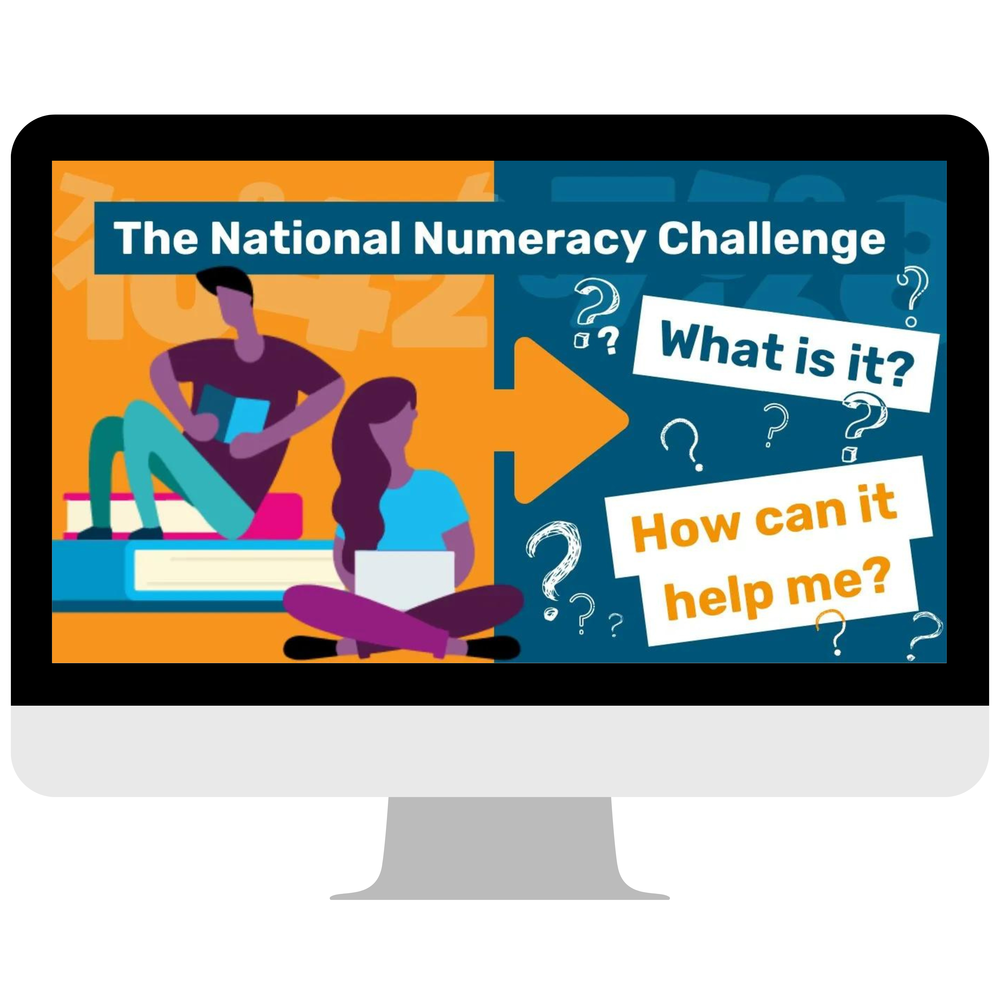 The National Numeracy Challenge
What is it?
How can it
help me?